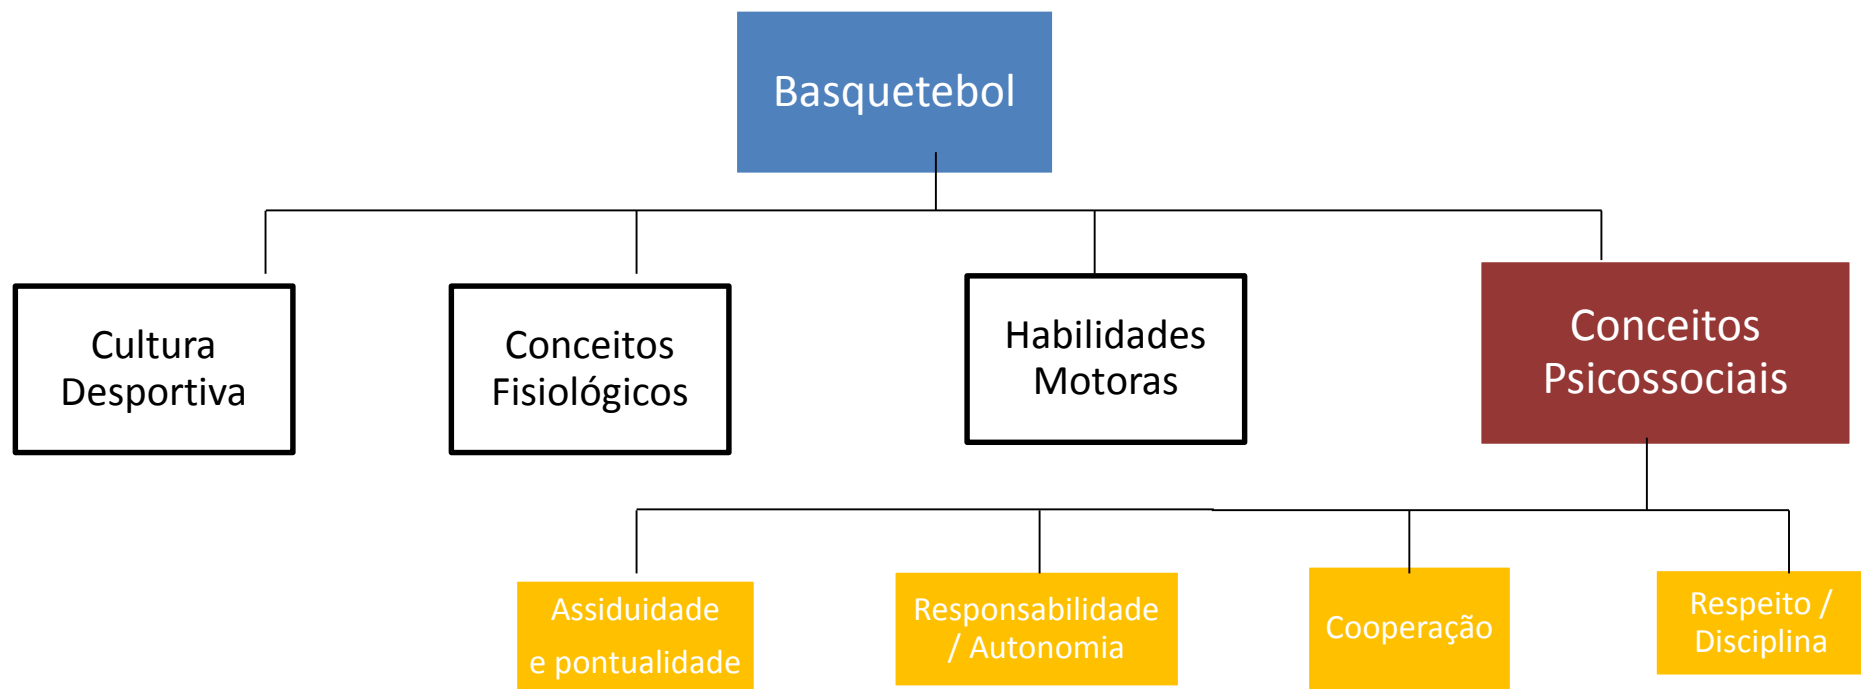 Basquetebol
Cultura
Desportiva
Conceitos
Fisiológicos
Habilidades
Motoras
Conceitos
Psicossociais
Assiduidade
e pontualidade
Responsabilidade
/ Autonomia
Cooperação
Respeito /
Disciplina